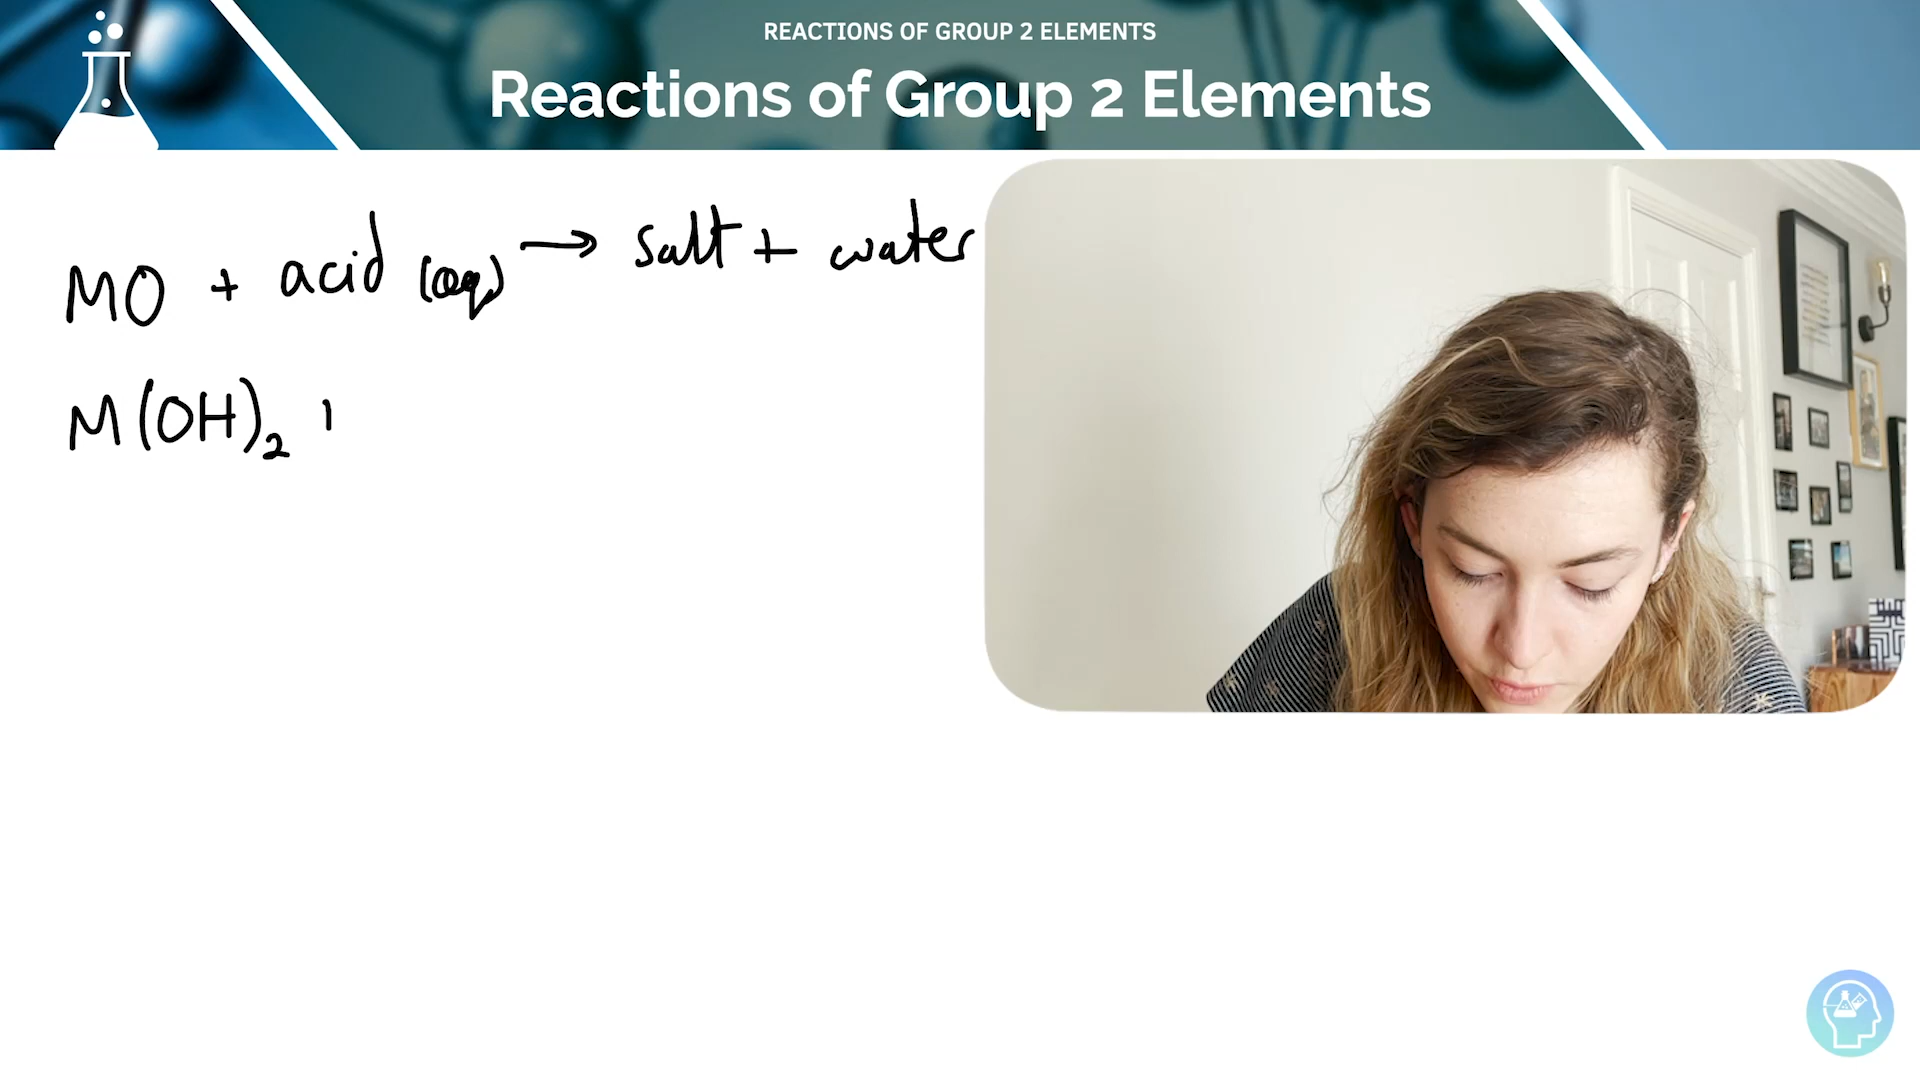 REACTIONS OF GROUP 2 ELEMENTS
Reactions of Group 2 Elements
MO + acid (aq) → salt + water
M(OH)₂ ı